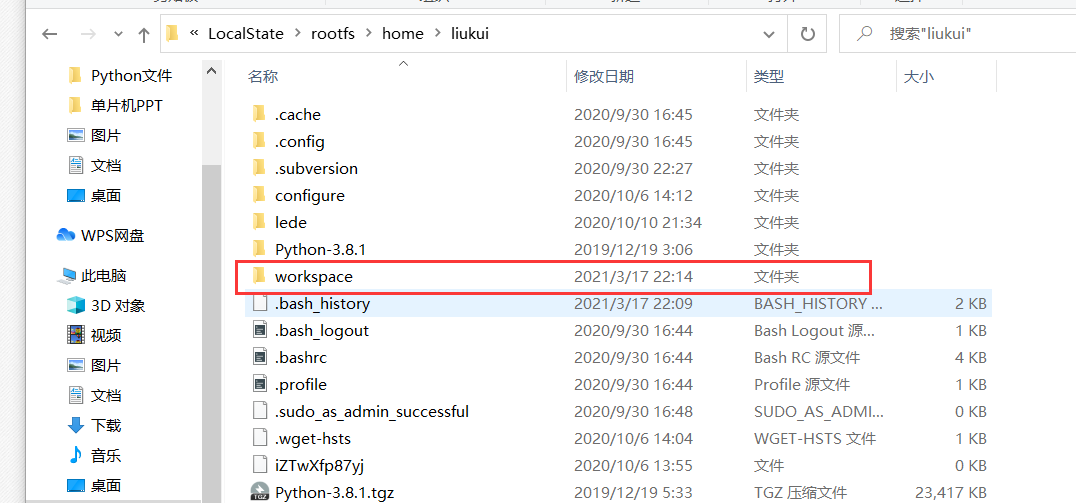 « LocalState > rootfs > home > liukui 搜索"liukui"
Python文件
单片机PPT
图片
文档
桌面
WPS网盘
此电脑
3D 对象
视频
图片
文档
下载
音乐
桌面
名称 修改日期 类型 大小
.cache 2020/9/30 16:45 文件夹
.config 2020/9/30 16:45 文件夹
.subversion 2020/9/30 22:27 文件夹
configure 2020/10/6 14:12 文件夹
lede 2020/10/10 21:34 文件夹
Python-3.8.1 2019/12/19 3:06 文件夹
workspace 2021/3/17 22:14 文件夹
.bash_history 2021/3/17 22:09 BASH_HISTORY ... 2 KB
.bash_logout 2020/9/30 16:44 Bash Logout 源... 1 KB
.bashrc 2020/9/30 16:44 Bash RC 源文件 4 KB
.profile 2020/9/30 16:44 Profile 源文件 1 KB
.sudo_as_admin_successful 2020/9/30 16:48 SUDO_AS_ADMI... 0 KB
.wget-hsts 2020/10/6 14:04 WGET-HSTS 文件 1 KB
iZTwXfp87yj 2020/10/6 13:55 文件 0 KB
Python-3.8.1.tgz 2019/12/19 5:33 TGZ 压缩文件 23,417 KB
TGZ